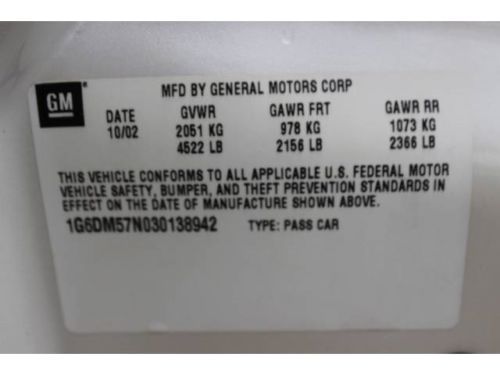 GM
MFD BY GENERAL MOTORS CORP
DATE GVWR GAWR FRT GAWR RR
10/02 2051 KG 978 KG 1073 KG
4522 LB 2156 LB 2366 LB
THIS VEHICLE CONFORMS TO ALL APPLICABLE U.S. FEDERAL MOTOR
VEHICLE SAFETY, BUMPER, AND THEFT PREVENTION STANDARDS IN
EFFECT ON THE DATE OF MANUFACTURE SHOWN ABOVE.
1G6DM57N030138942 TYPE: PASS CAR